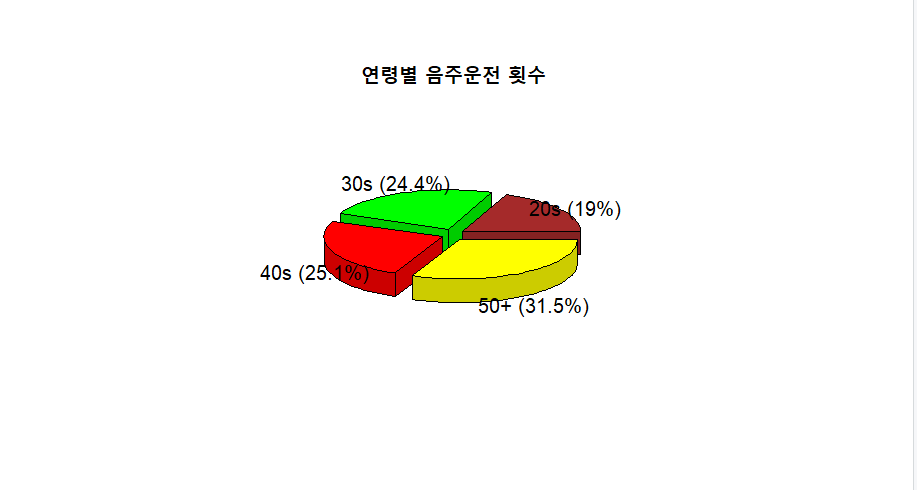 연령별 음주운전 횟수
30s (24.4%)
20s (19%)
40s (25.1%)
50+ (31.5%)